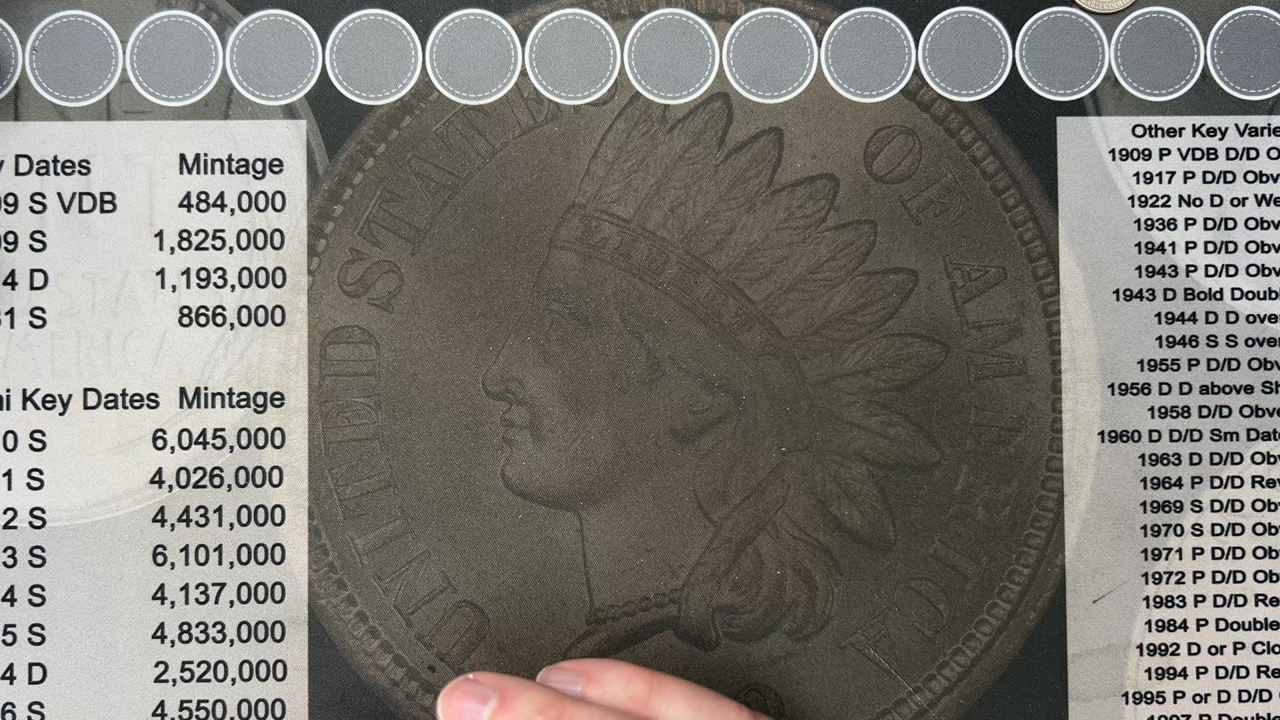 y Dates Mintage
09 S VDB 484,000
09 S 1,825,000
4 D 1,193,000
31 S 866,000
ni Key Dates Mintage
0 S 6,045,000
1 S 4,026,000
2 S 4,431,000
3 S 6,101,000
4 S 4,137,000
5 S 4,833,000
4 D 2,520,000
6 S 4,550,000
UNITED STATES OF AMERICA
Other Key Varie
1909 P VDB D/D O
1917 P D/D Obv
1922 No D or We
1936 P D/D Obv
1941 P D/D Obv
1943 P D/D Obv
1943 D Bold Doubl
1944 D D over
1946 S S over
1955 P D/D Obv
1956 D D above Sh
1958 D/D Obve
1960 D D/D Sm Date
1963 D D/D Obv
1964 P D/D Rev
1969 S D/D Obv
1970 S D/D Obv
1971 P D/D Obv
1972 P D/D Obv
1983 P D/D Re
1984 P Double
1992 D or P Clo
1994 P D/D Re
1995 P or D D/D
1997 P Double